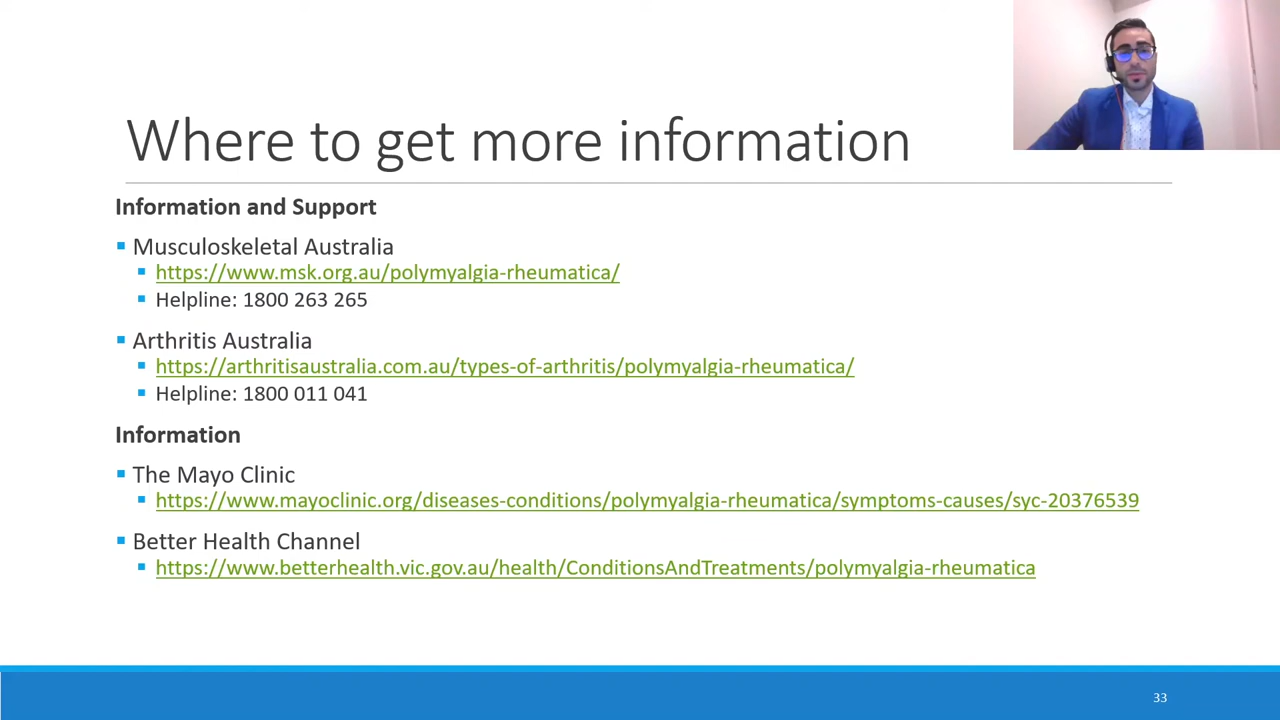 Where to get more information
Information and Support
Musculoskeletal Australia
https://www.msk.org.au/polymyalgia-rheumatica/
Helpline: 1800 263 265
Arthritis Australia
https://arthritisaustralia.com.au/types-of-arthritis/polymyalgia-rheumatica/
Helpline: 1800 011 041
Information
The Mayo Clinic
https://www.mayoclinic.org/diseases-conditions/polymyalgia-rheumatica/symptoms-causes/syc-20376539
Better Health Channel
https://www.betterhealth.vic.gov.au/health/ConditionsAndTreatments/polymyalgia-rheumatica
33